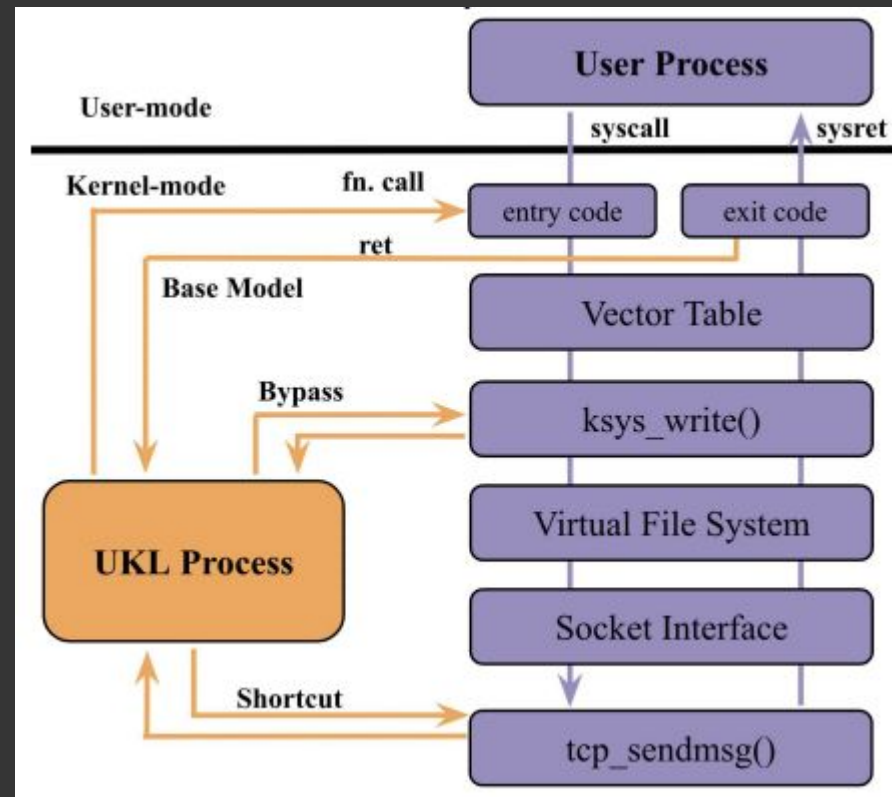 User Process
User-mode
syscall
sysret
Kernel-mode
fn. call
entry code
exit code
ret
Base Model
Vector Table
Bypass
ksys_write()
Virtual File System
UKL Process
Socket Interface
Shortcut
tcp_sendmsg()